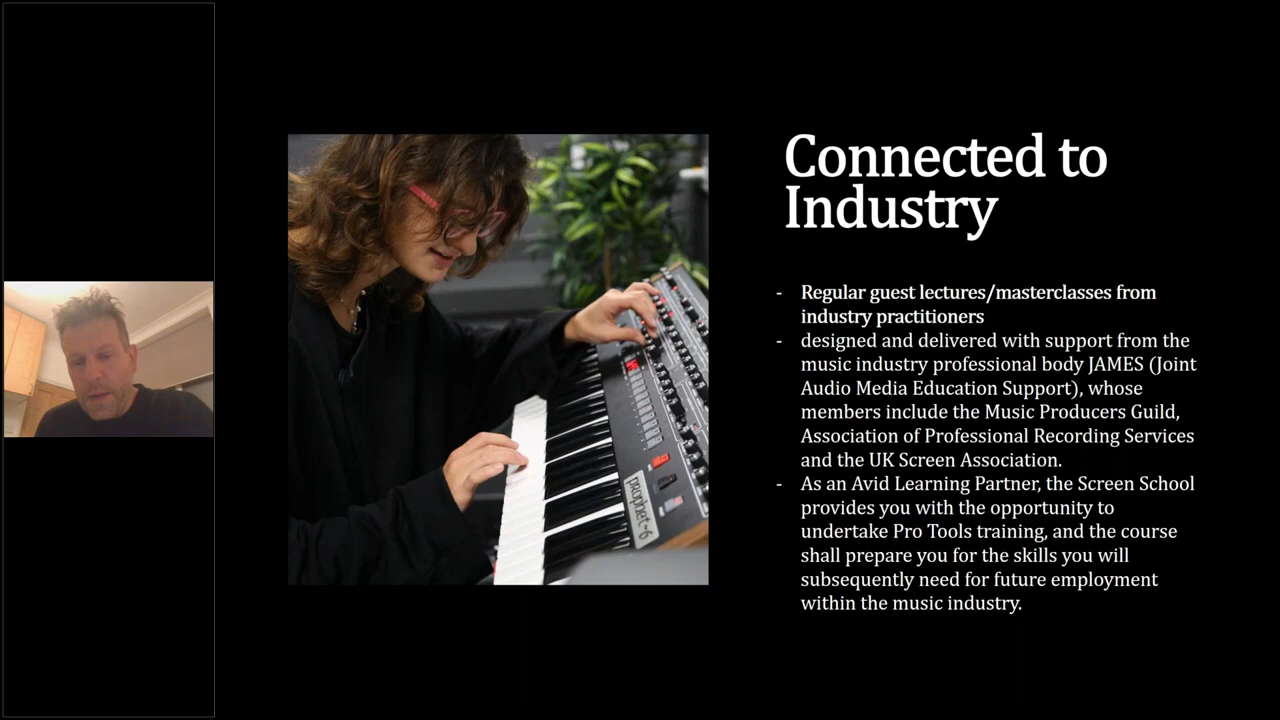 Connected to
Industry
- Regular guest lectures/masterclasses from
industry practitioners
- designed and delivered with support from the
music industry professional body JAMES (Joint
Audio Media Education Support), whose
members include the Music Producers Guild,
Association of Professional Recording Services
and the UK Screen Association.
- As an Avid Learning Partner, the Screen School
provides you with the opportunity to
undertake Pro Tools training, and the course
shall prepare you for the skills you will
subsequently need for future employment
within the music industry.
prophet-6